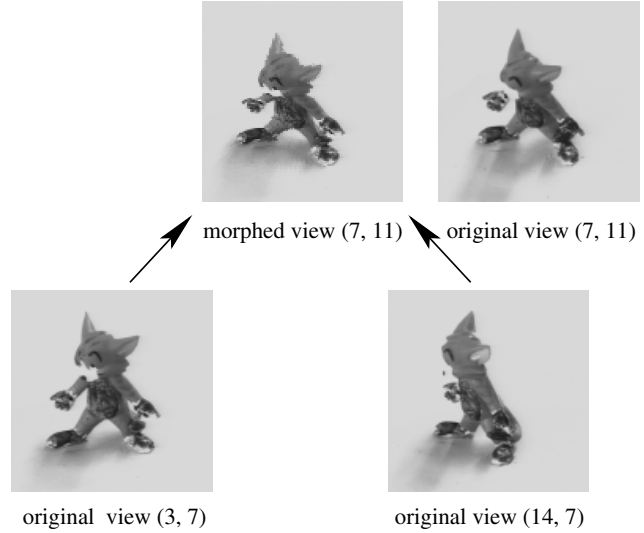 morphed view (7, 11)
original view (7, 11)
original view (3, 7)
original view (14, 7)